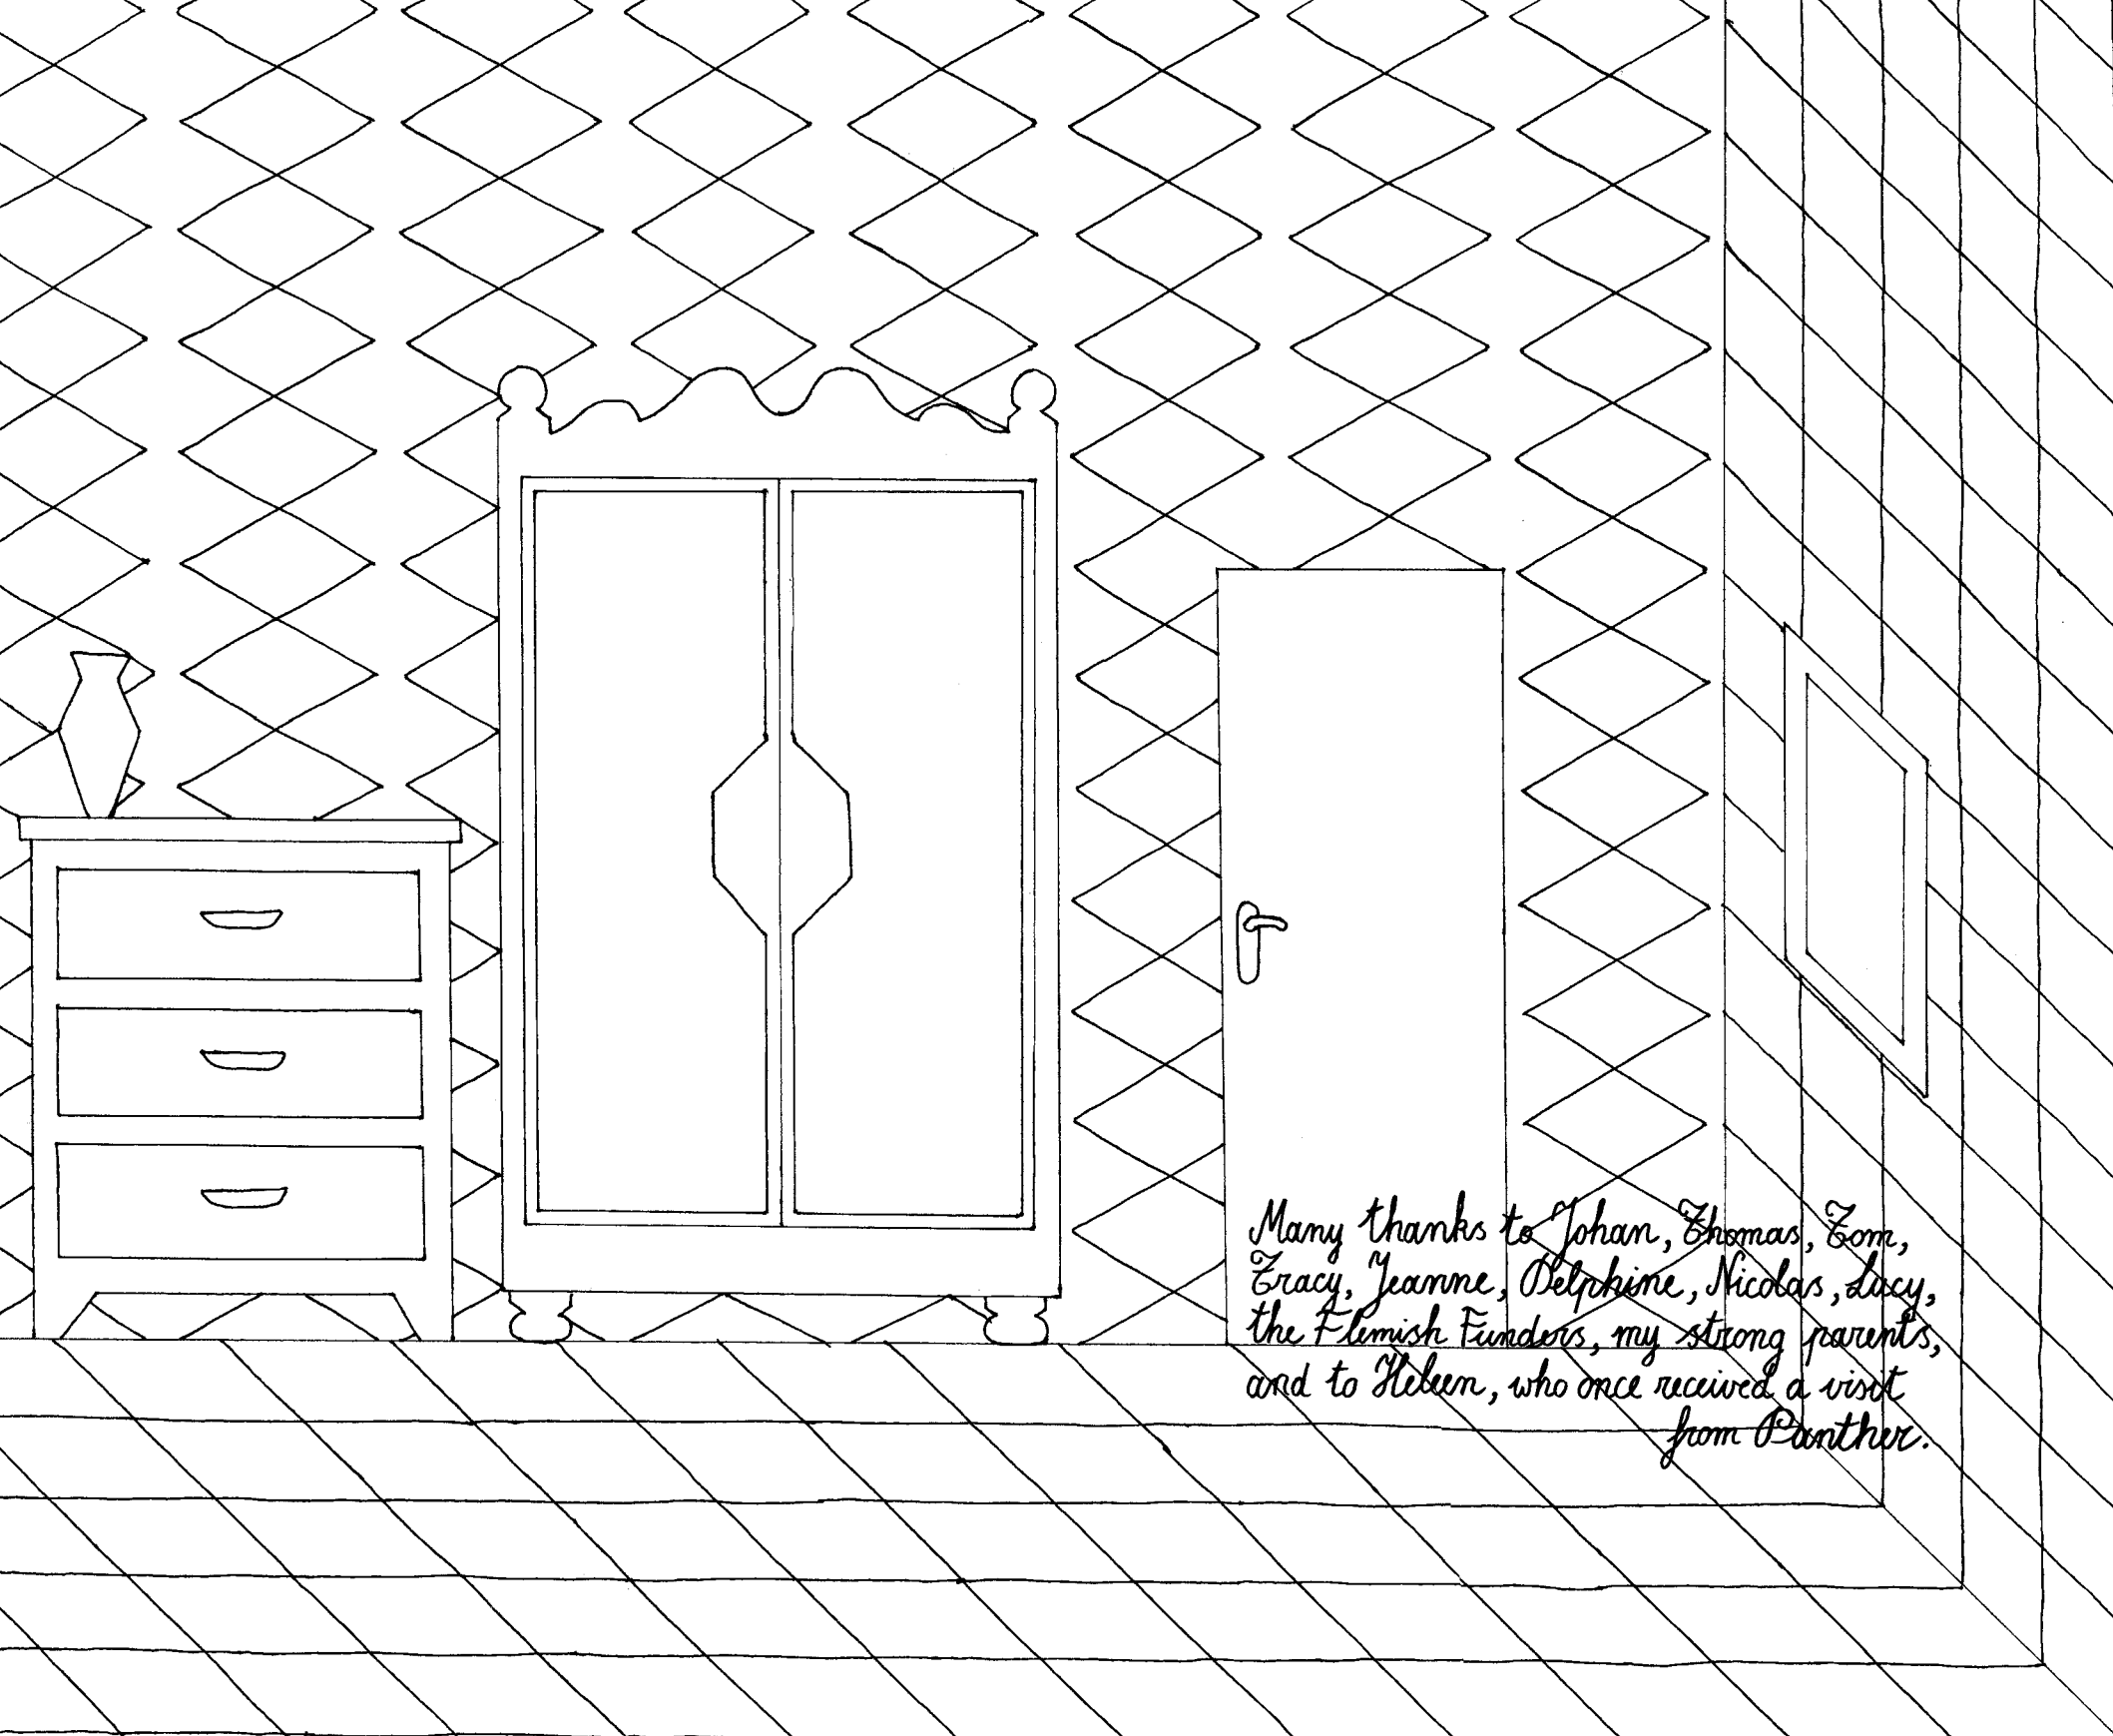 Many thanks to Johan, Thomas, Tom,
Tracy, Jeanne, Delphine, Nicolas, Lucy,
the Flemish Funders, my strong parents,
and to Heleen, who once received a visit
from Panther.